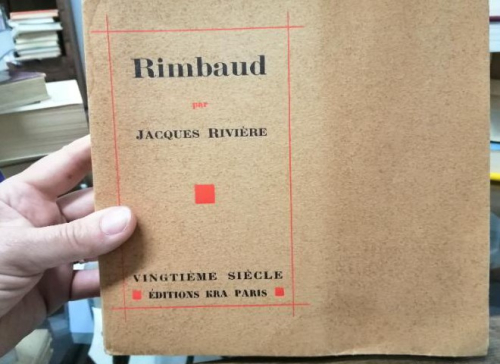 Rimbaud
par
JACQUES RIVIÈRE
VINGTIÈME SIÈCLE
ÉDITIONS KRA PARIS